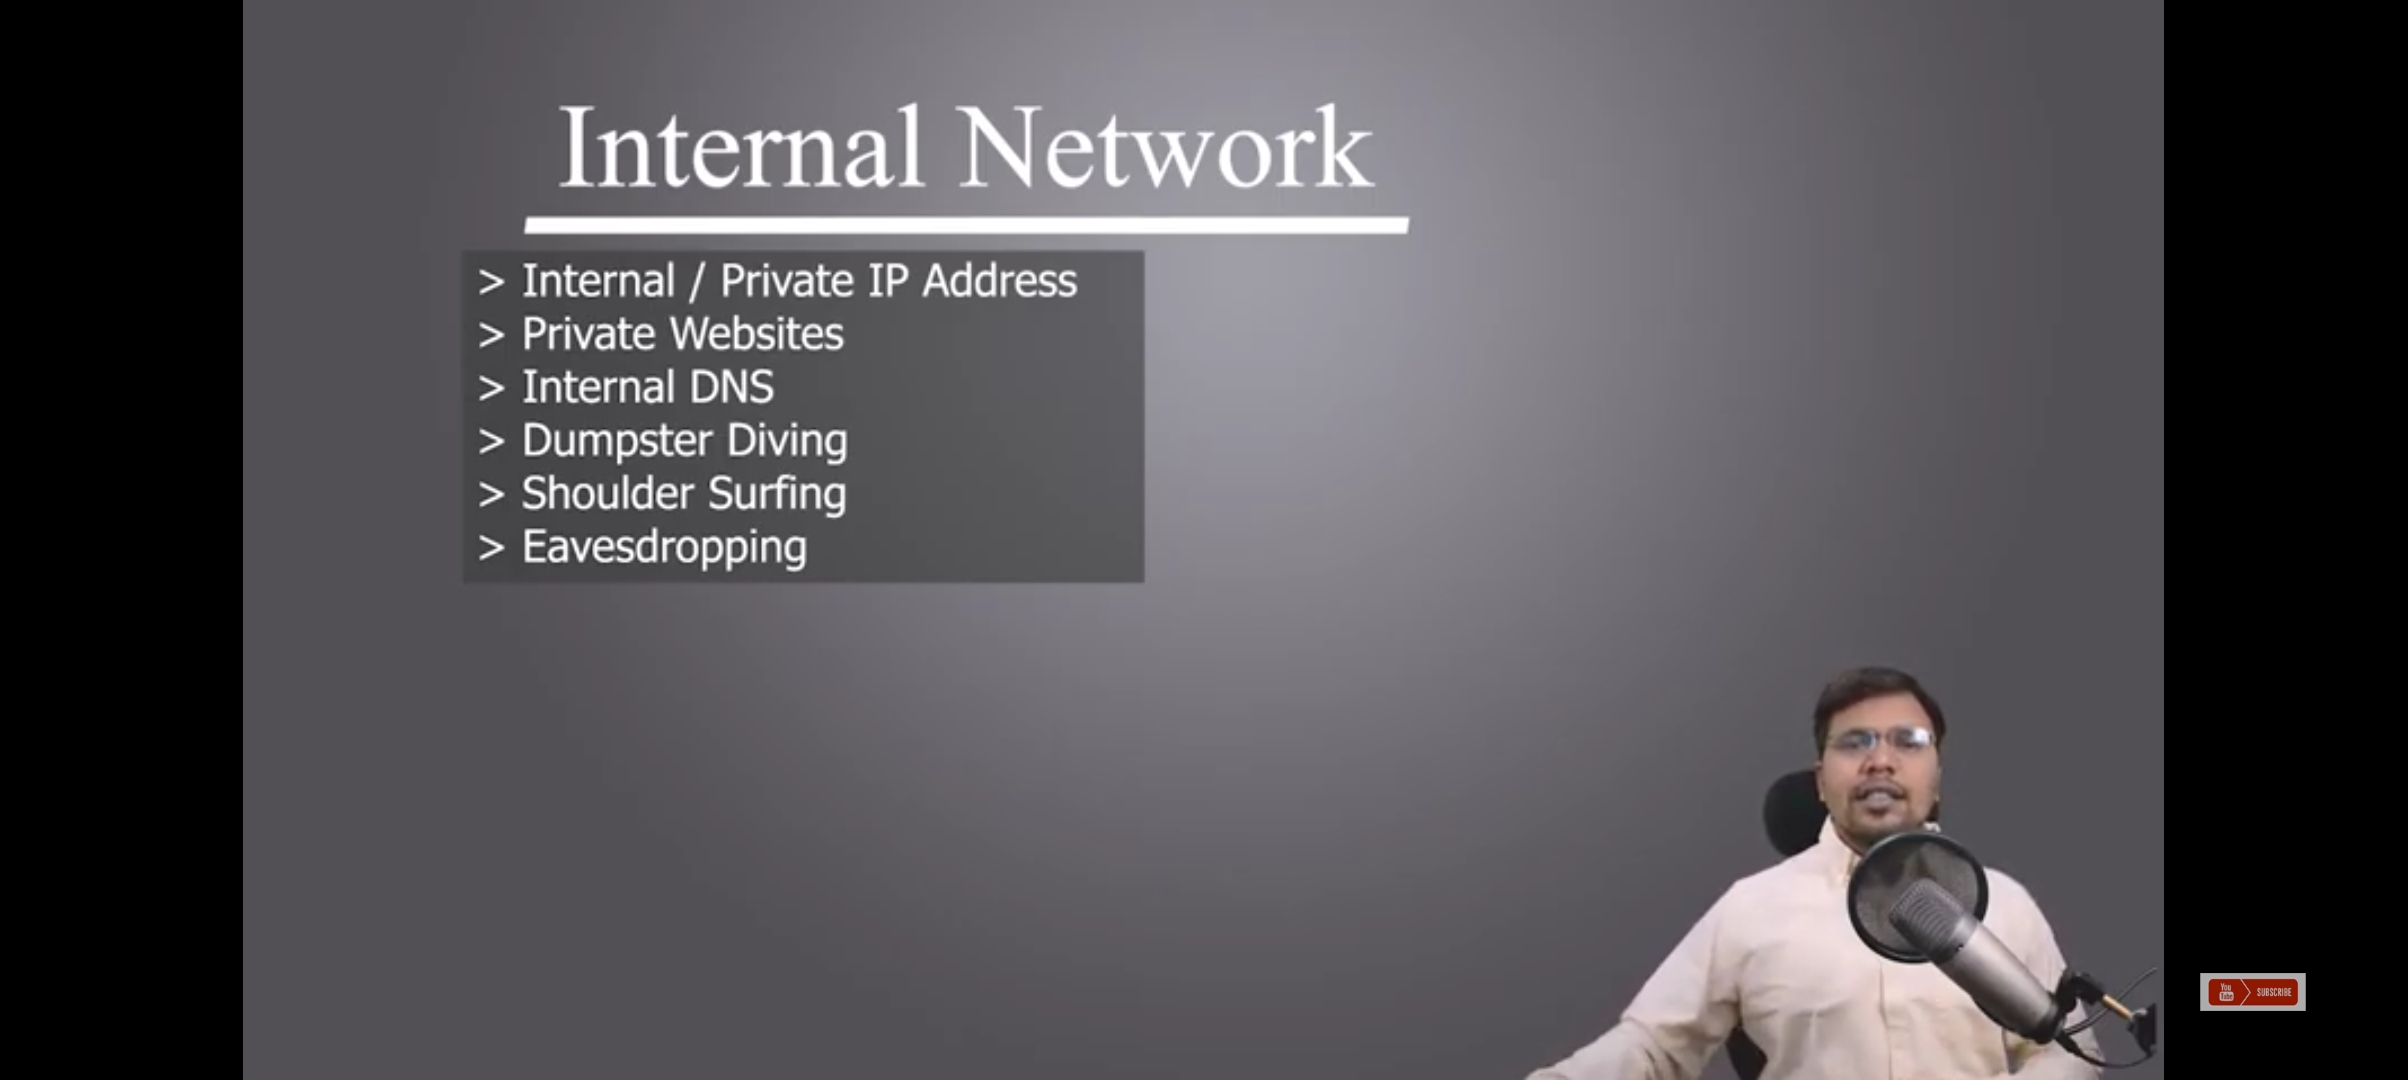 Internal Network
> Internal / Private IP Address
> Private Websites
> Internal DNS
> Dumpster Diving
> Shoulder Surfing
> Eavesdropping
You
Tube
SUBSCRIBE